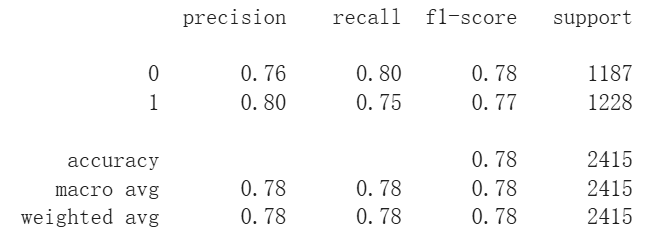 precision recall f1-score support
0 0.76 0.80 0.78 1187
1 0.80 0.75 0.77 1228
accuracy 0.78 2415
macro avg 0.78 0.78 0.78 2415
weighted avg 0.78 0.78 0.78 2415